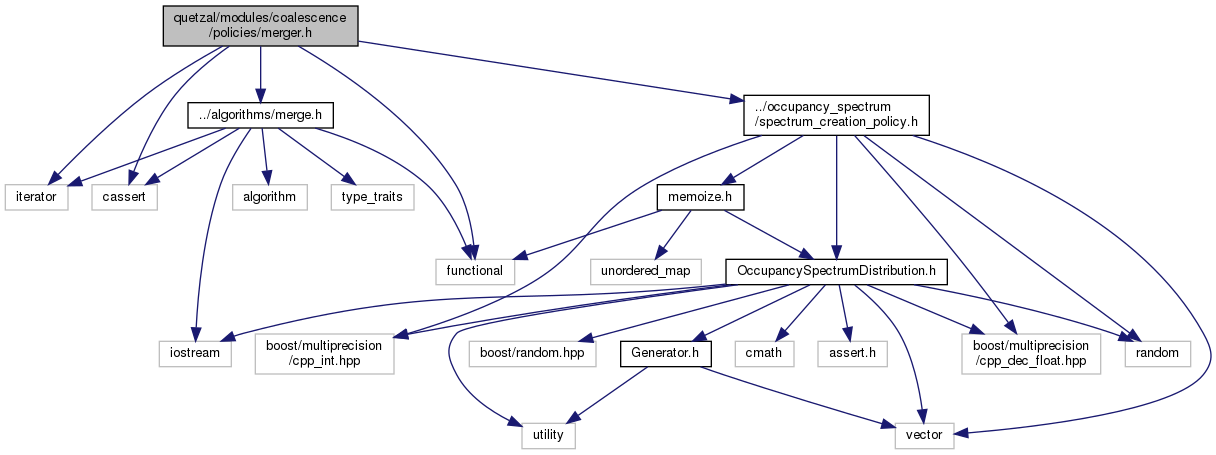 quetzal/modules/coalescence
/policies/merger.h
../algorithms/merge.h
../occupancy_spectrum
/spectrum_creation_policy.h
iterator
cassert
algorithm
type_traits
memoize.h
functional
unordered_map
OccupancySpectrumDistribution.h
iostream
boost/multiprecision
/cpp_int.hpp
boost/random.hpp
Generator.h
cmath
assert.h
boost/multiprecision
/cpp_dec_float.hpp
random
utility
vector